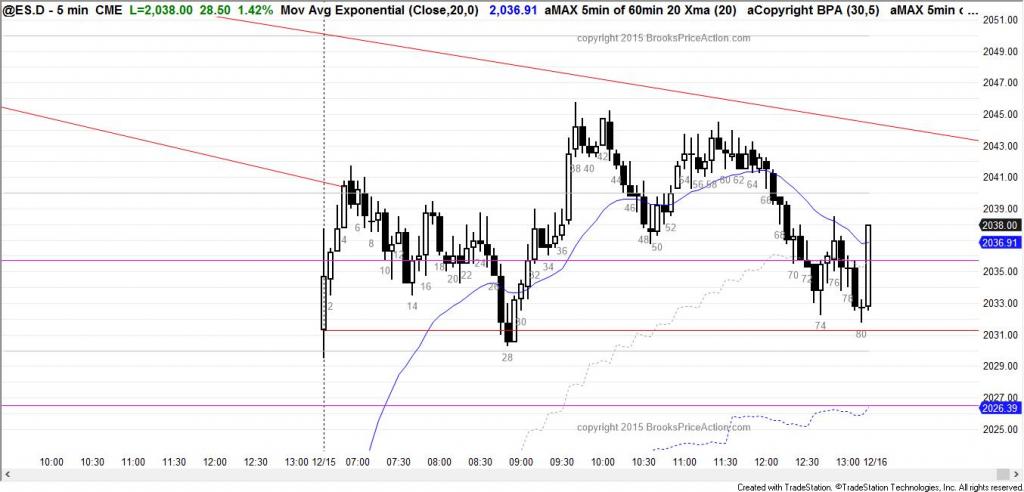 @ES.D - 5 min CME L=2,038.00 28.50 1.42% Mov Avg Exponential (Close,20,0) 2,036.91 aMAX 5min of 60min 20 Xma (20) aCopyright BPA (30,5) aMAX 5min ...
2051.00
copyright 2015 BrooksPriceAction.com
2049.00
2047.00
2045.00
2043.00
38 40 42
2041.00
44 54 56 58 60 62 64
2039.00
46 66
4 6 52
2038.00
8 36 48 68
50
2036.91
10 12 18 24 34
2035.00
16 20 22 26 32 70 72 76
2 14 78
2033.00
30 74
2031.00
28 80
2029.00
2027.00
2026.39
copyright 2015 BrooksPriceAction.com
2025.00
10:00 10:30 11:00 11:30 12:00 12:30 13:00 12/15 07:00 07:30 08:00 08:30 09:00 09:30 10:00 10:30 11:00 11:30 12:00 12:30 13:00 12/16
Created with TradeStation. ©TradeStation Technologies, Inc. All rights reserved.